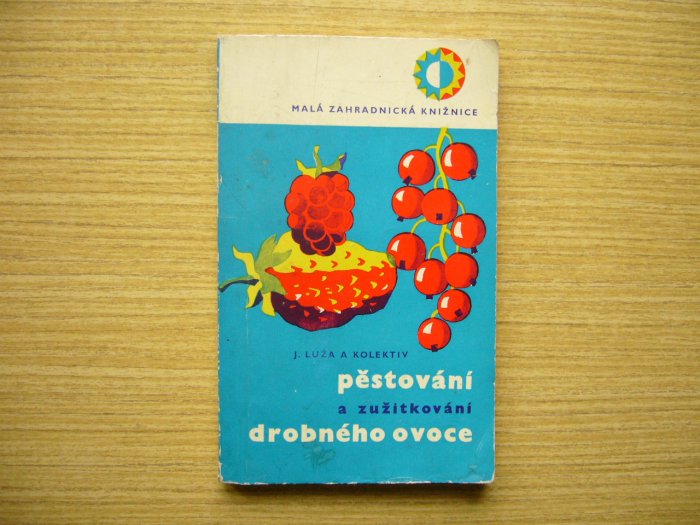 MALÁ ZAHRADNICKÁ KNIŽNICE
J. LUŽA A KOLEKTIV
pěstování
a zužitkování
drobného ovoce